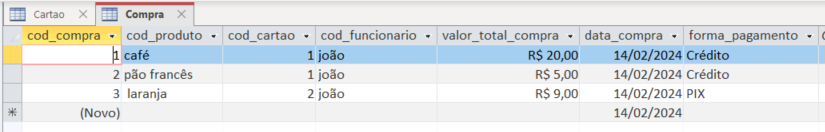 Cartao × Compra ×
cod_compra cod_produto cod_cartao cod_funcionario valor_total_compra data_compra forma_pagamento
1 café 1 joão R$ 20,00 14/02/2024 Crédito
2 pão francês 1 joão R$ 5,00 14/02/2024 Crédito
3 laranja 2 joão R$ 9,00 14/02/2024 PIX
(Novo) 14/02/2024